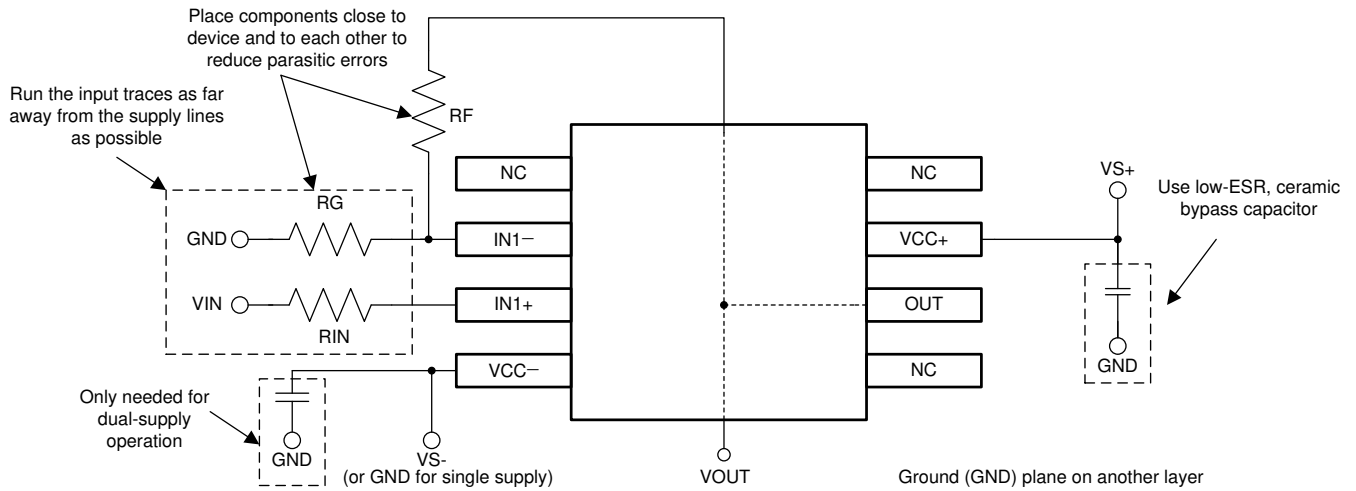 Place components close to
device and to each other to
reduce parasitic errors
Run the input traces as far
away from the supply lines
as possible
RF
NC
NC
VS+
Use low-ESR, ceramic
bypass capacitor
RG
GND
IN1−
VCC+
VIN
IN1+
OUT
RIN
GND
VCC−
NC
Only needed for
dual-supply
operation
GND
VS-
(or GND for single supply)
VOUT
Ground (GND) plane on another layer